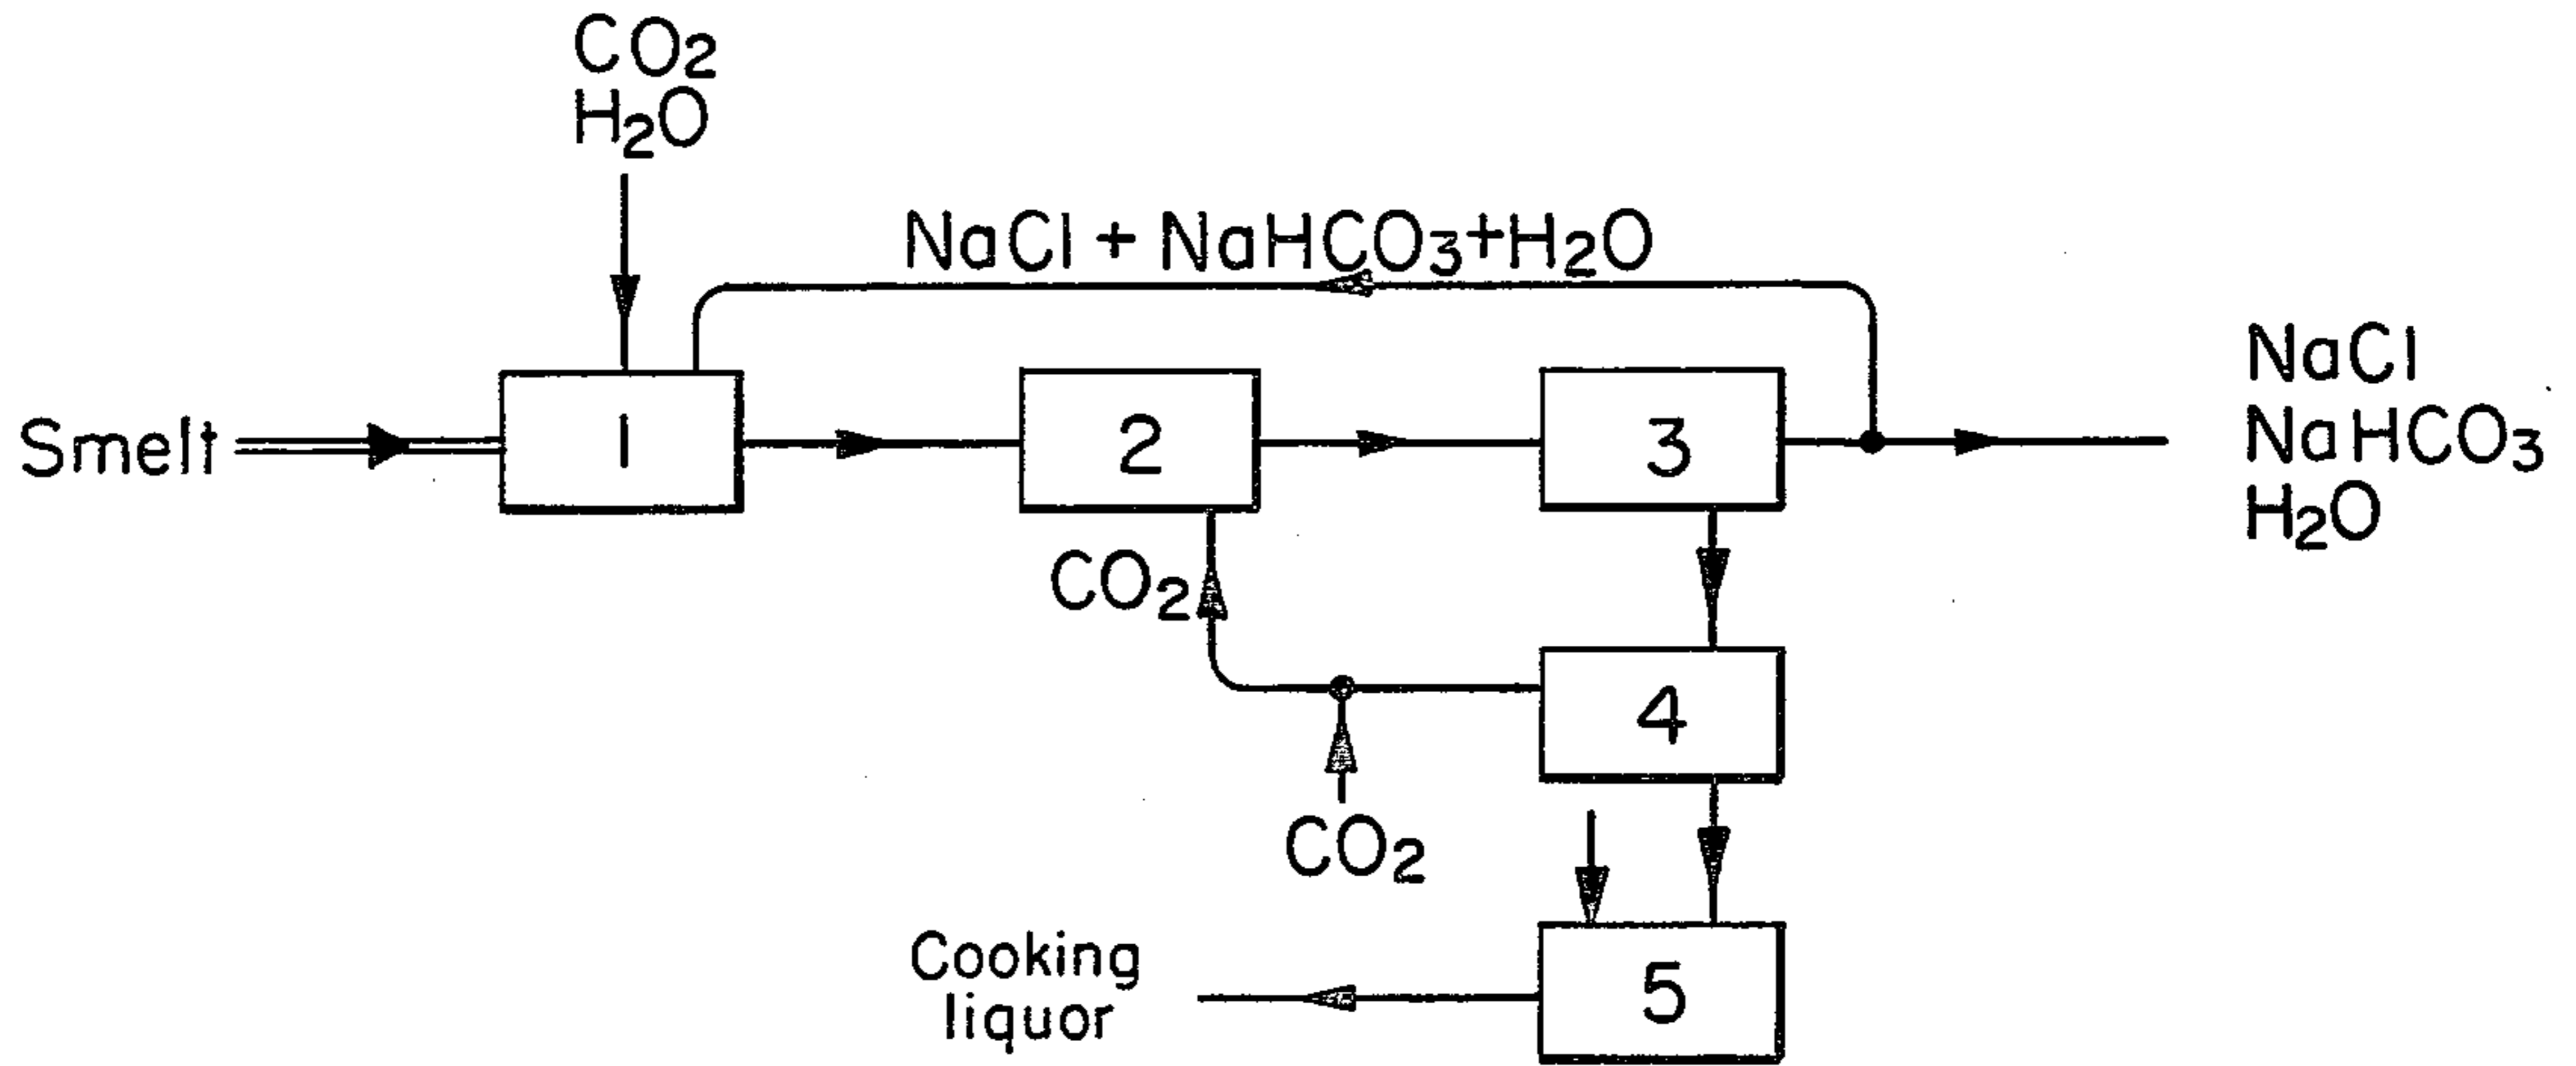 CO2
H2O
NaCl + NaHCO3+H2O
Smelt
1
2
3
NaCl
NaHCO3
H2O
CO2
4
CO2
5
Cooking
liquor